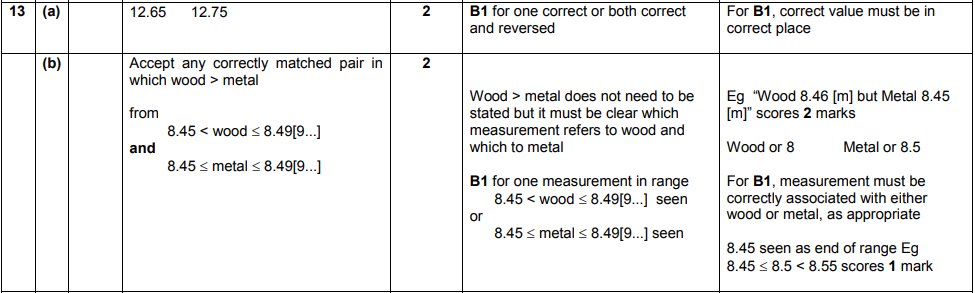 13 (a) 12.65 12.75 2 B1 for one correct or both correct For B1, correct value must be in
and reversed correct place
(b) Accept any correctly matched pair in 2
which wood > metal
Wood > metal does not need to be Eg “Wood 8.46 [m] but Metal 8.45
from stated but it must be clear which [m]” scores 2 marks
8.45 < wood ≤ 8.49[9...] measurement refers to wood and
and which to metal Wood or 8 Metal or 8.5
8.45 ≤ metal ≤ 8.49[9...]
B1 for one measurement in range For B1, measurement must be
8.45 < wood ≤ 8.49[9...] seen correctly associated with either
or wood or metal, as appropriate
8.45 ≤ metal ≤ 8.49[9...] seen
8.45 seen as end of range Eg
8.45 ≤ 8.5 < 8.55 scores 1 mark